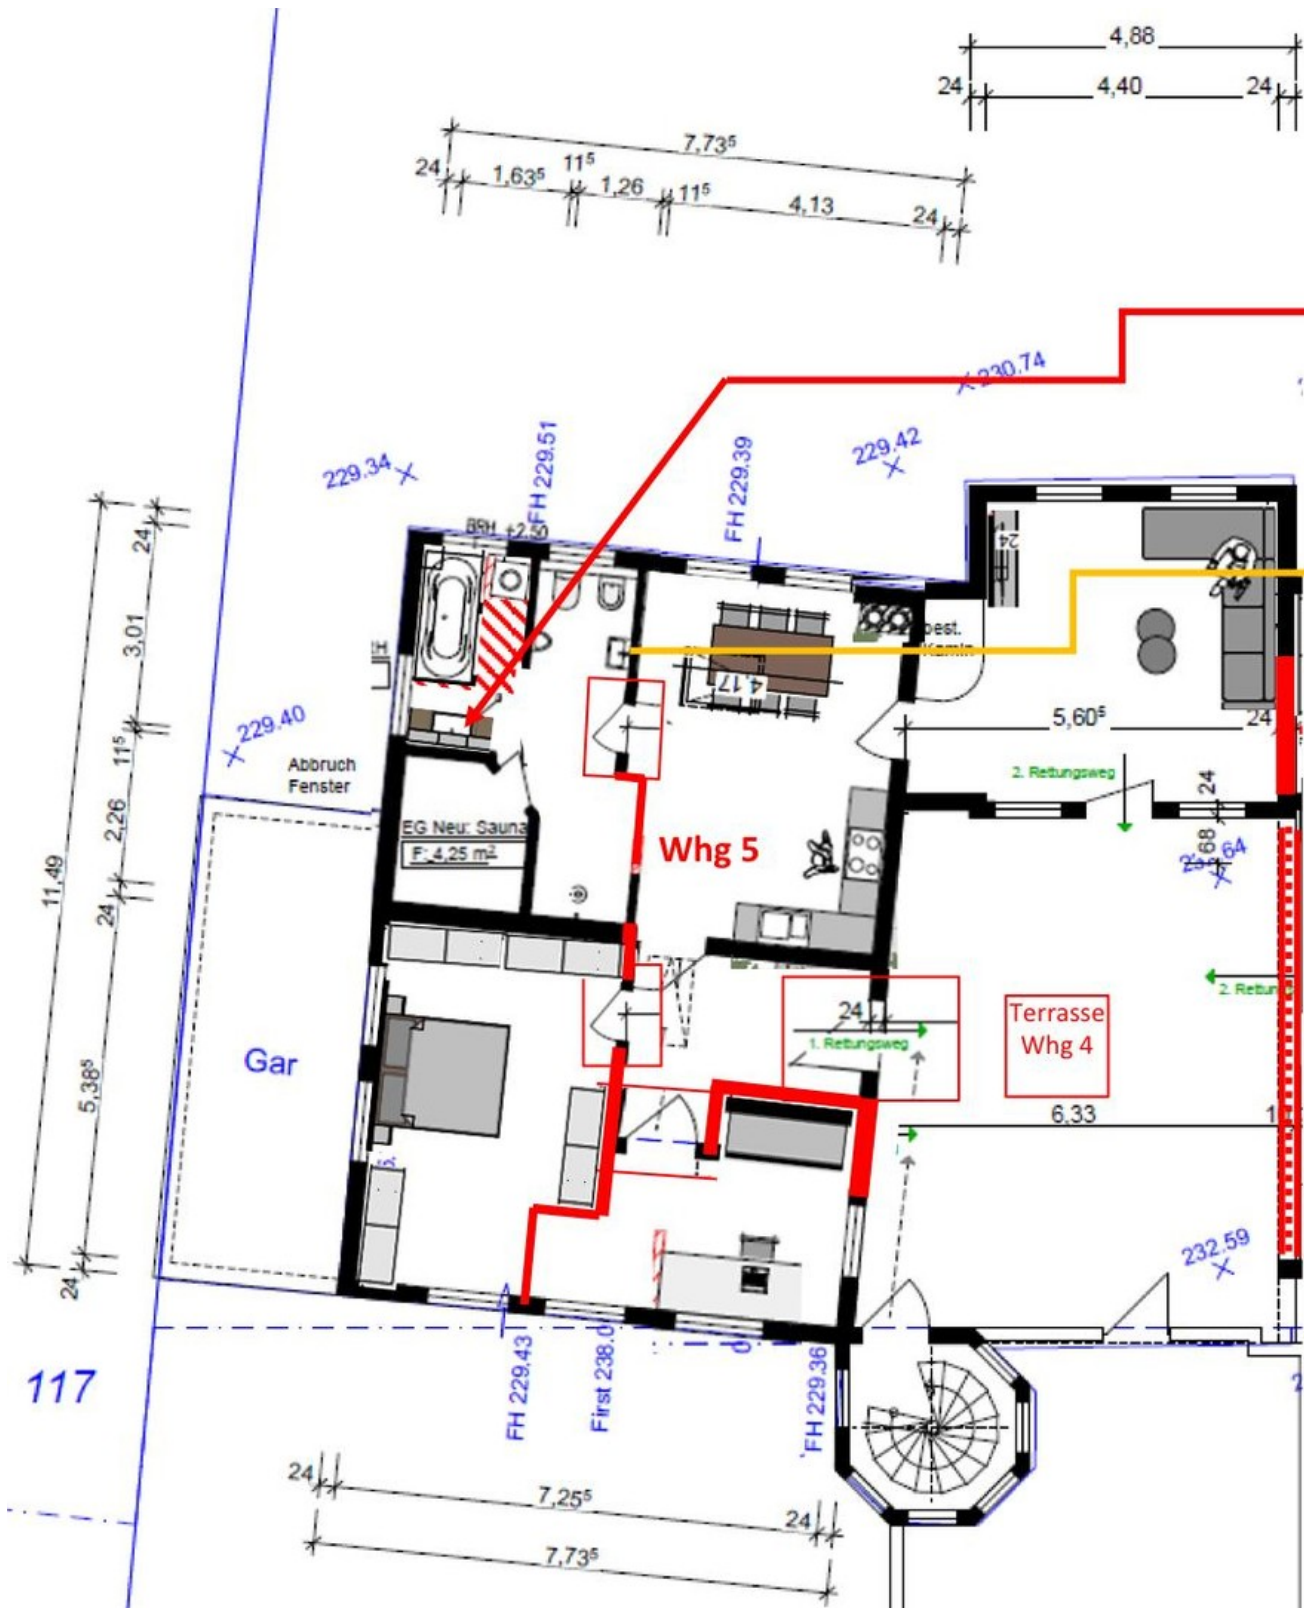 4,88
24
4,40
24
7,73⁵
24
1,63⁵
11⁵
1,26
11⁵
4,13
24
230.74
229.42
229.34
FH 229.51
FH 229.39
BRH +2.50
24
best.
Kamin
24
3,01
4.17
5,60⁵
24
229.40
11⁵
Abbruch
Fenster
2. Rettungsweg
24
2,26
EG Neu: Sauna
F: 4,25 m²
Whg 5
68
64
11,49
24
2. Rettun
24
Terrasse
Whg 4
1. Rettungsweg
Gar
5,38⁵
6,33
1
232.59
24
117
FH 229.43
First 238.0
FH 229.36
24
7,25⁵
24
7,73⁵